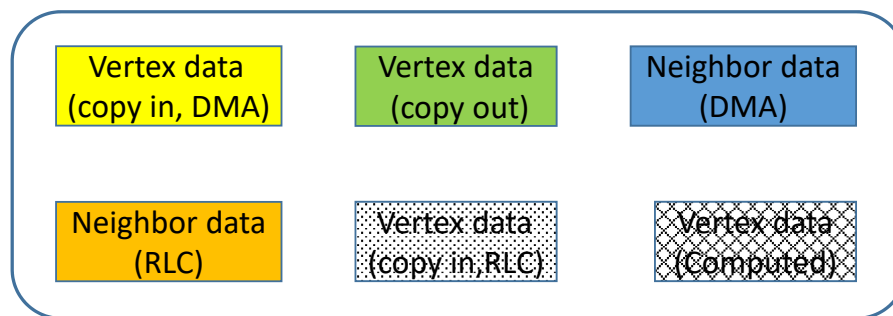 Vertex data
(copy in, DMA)
Vertex data
(copy out)
Neighbor data
(DMA)
Neighbor data
(RLC)
Vertex data
(copy in,RLC)
Vertex data
(Computed)